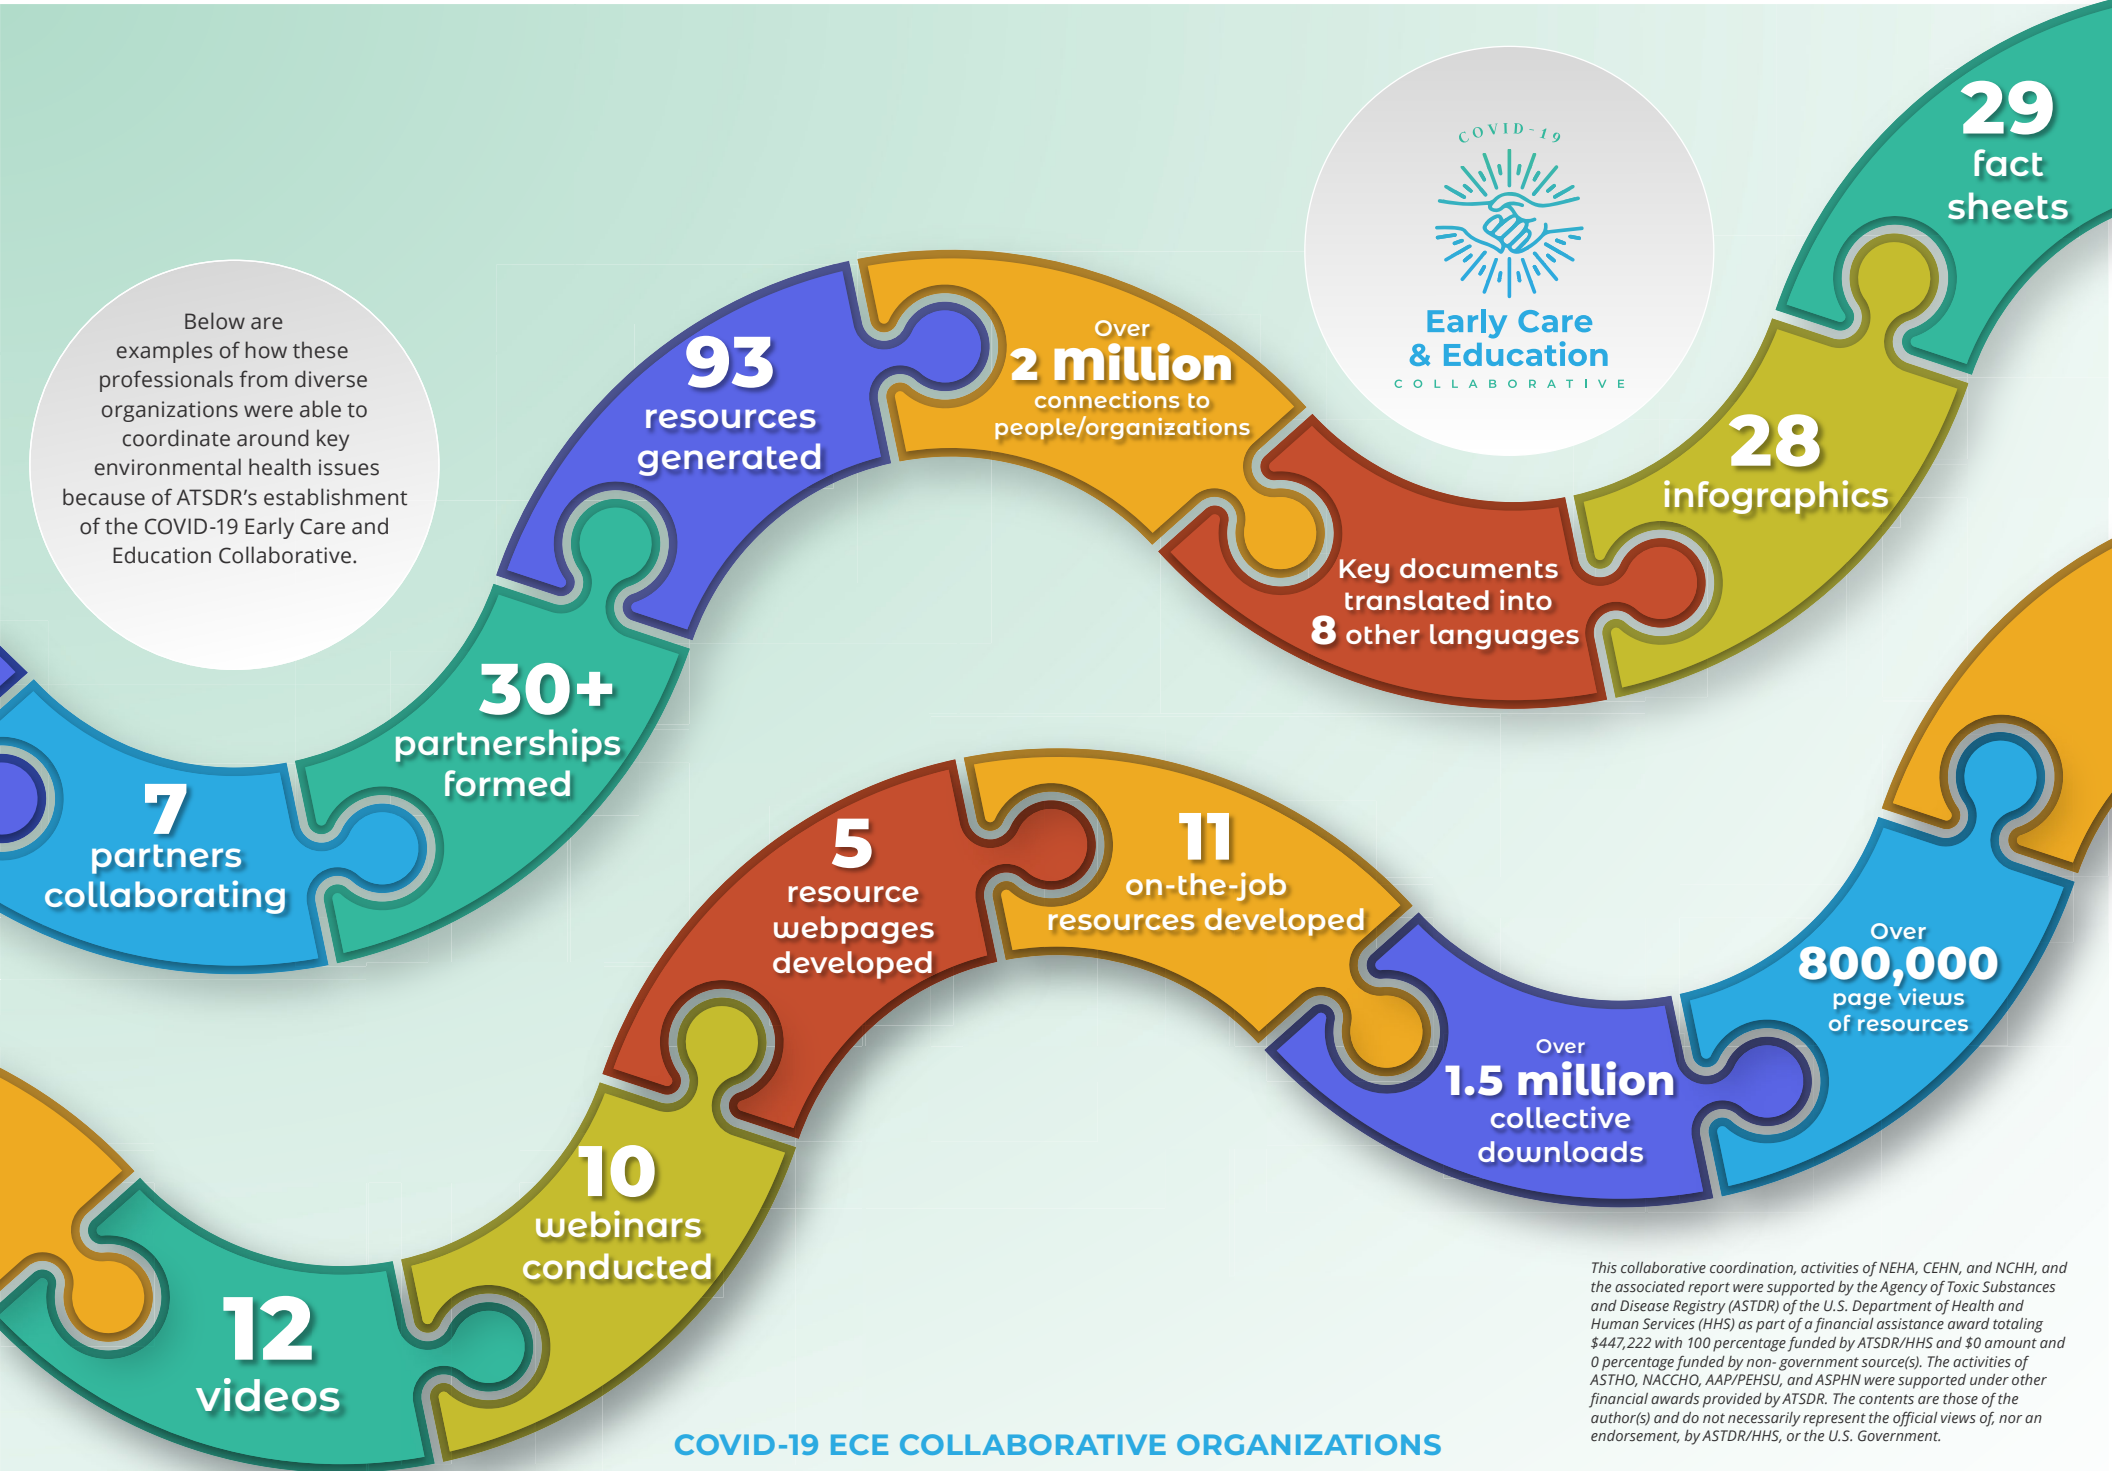 Below are
examples of how these
professionals from diverse
organizations were able to
coordinate around key
environmental health issues
because of ATSDR's establishment
of the COVID-19 Early Care and
Education Collaborative.
7
partners
collaborating
30+
partnerships
formed
93
resources
generated
Over
2 million
connections to
people/organizations
Key documents
translated into
8 other languages
COVID-19
Early Care
& Education
COLLABORATIVE
28
infographics
29
fact
sheets
12
videos
10
webinars
conducted
5
resource
webpages
developed
11
on-the-job
resources developed
Over
1.5 million
collective
downloads
Over
800,000
page views
of resources
This collaborative coordination, activities of NEHA, CEHN, and NCHH, and
the associated report were supported by the Agency of Toxic Substances
and Disease Registry (ASTDR) of the U.S. Department of Health and
Human Services (HHS) as part of a financial assistance award totaling
$447,222 with 100 percentage funded by ATSDR/HHS and $0 amount and
0 percentage funded by non- government source(s). The activities of
ASTHO, NACCHO, AAP/PEHSU, and ASPHN were supported under other
financial awards provided by ATSDR. The contents are those of the
author(s) and do not necessarily represent the official views of, nor an
endorsement, by ASTDR/HHS, or the U.S. Government.
COVID-19 ECE COLLABORATIVE ORGANIZATIONS